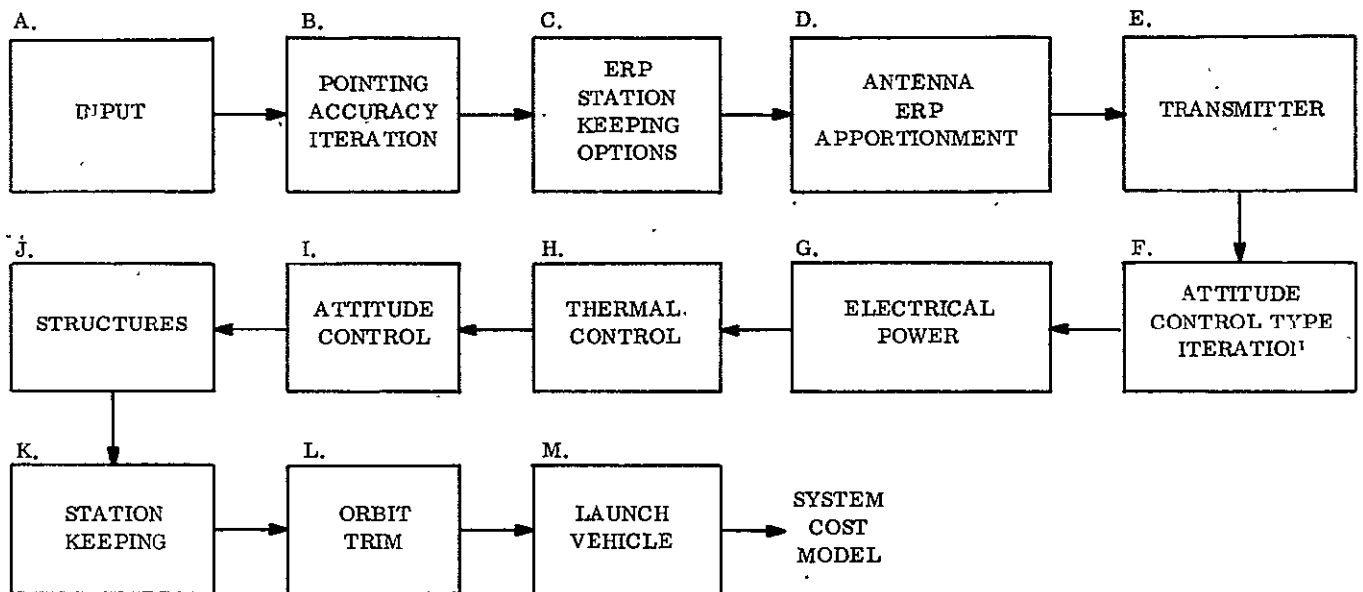 A.
INPUT
B.
POINTING
ACCURACY
ITERATION
C.
ERP
STATION
KEEPING
OPTIONS
D.
ANTENNA
ERP
APPORTIONMENT
E.
TRANSMITTER
J.
STRUCTURES
I.
ATTITUDE
CONTROL
H.
THERMAL
CONTROL
G.
ELECTRICAL
POWER
F.
ATTITUDE
CONTROL TYPE
ITERATION
K.
STATION
KEEPING
L.
ORBIT
TRIM
M.
LAUNCH
VEHICLE
SYSTEM
COST
MODEL